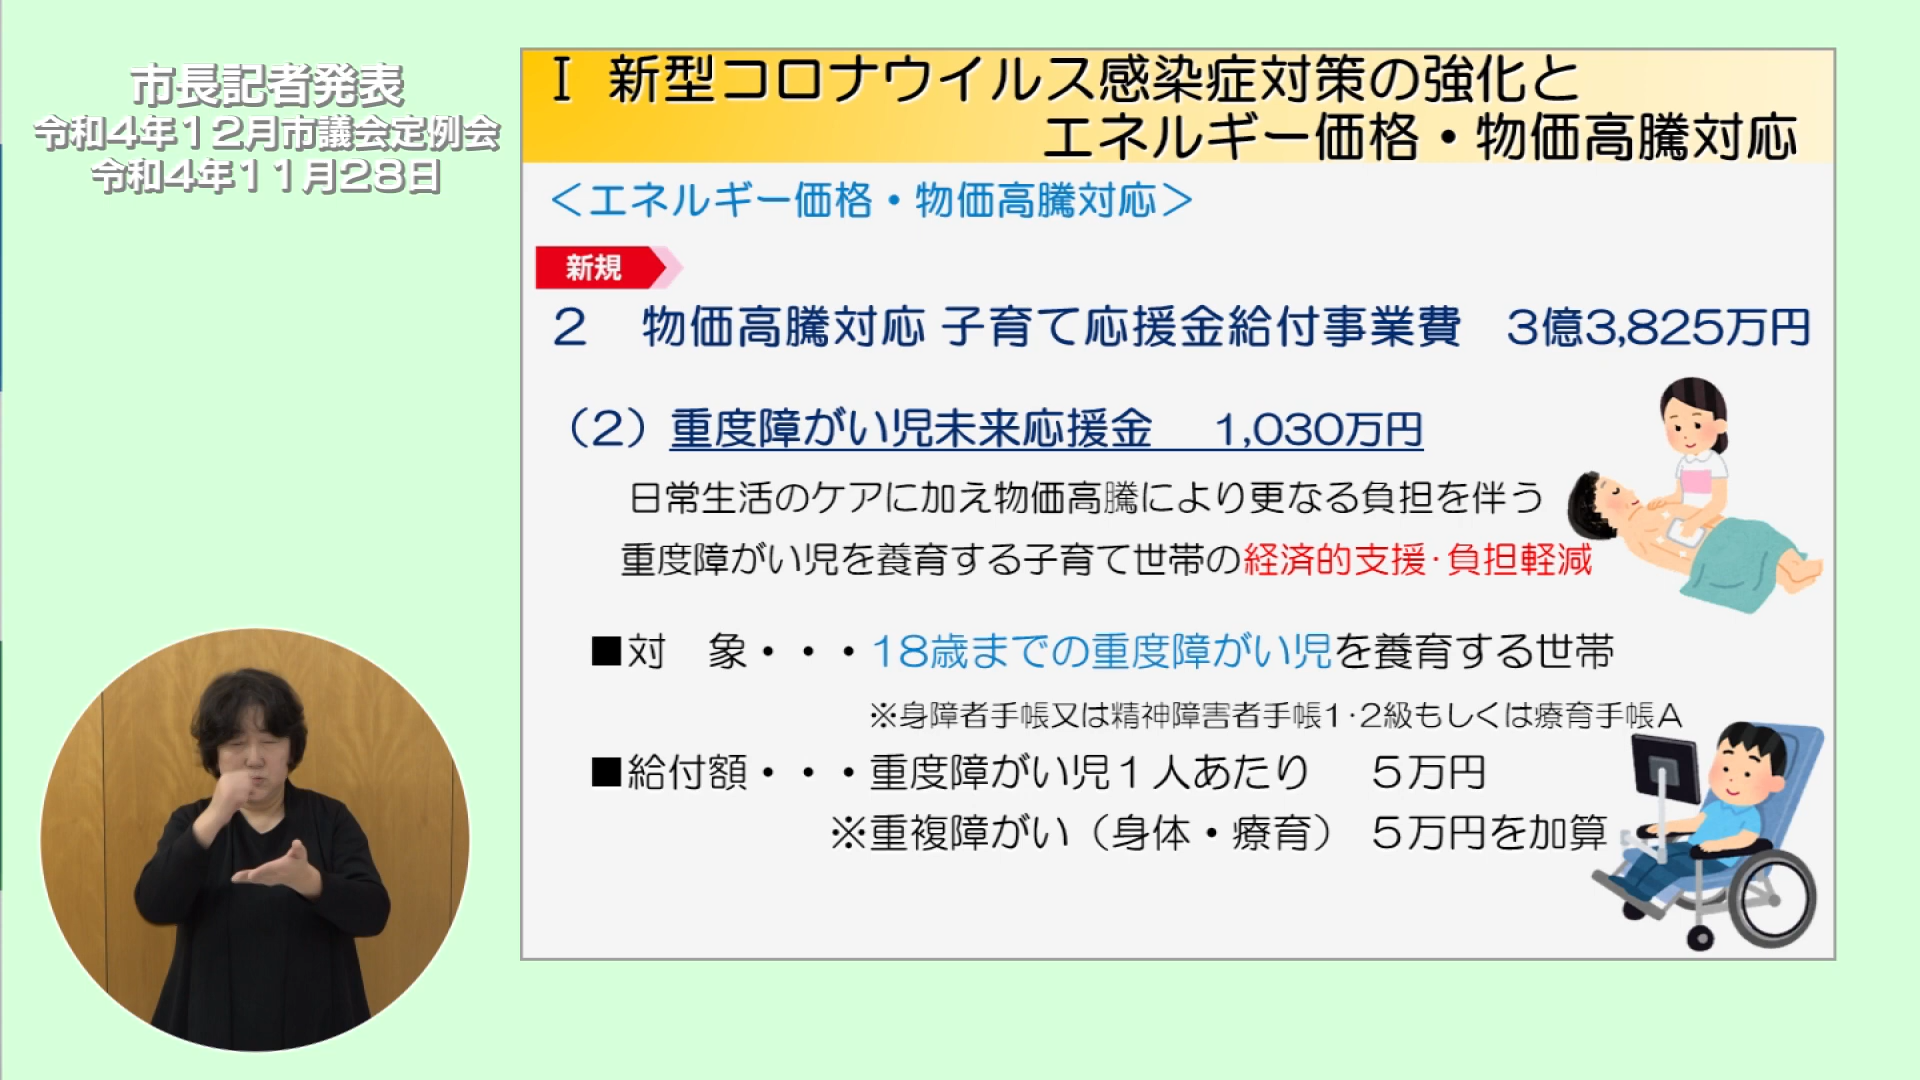 市長記者発表
令和4年12月市議会定例会
令和4年11月28日
Ⅰ 新型コロナウイルス感染症対策の強化と
エネルギー価格・物価高騰対応
＜エネルギー価格・物価高騰対応＞
新規
２　物価高騰対応 子育て応援金給付事業費　3億3,825万円
（２）重度障がい児未来応援金　1,030万円
日常生活のケアに加え物価高騰により更なる負担を伴う
重度障がい児を養育する子育て世帯の経済的支援･負担軽減
■対　象・・・18歳までの重度障がい児を養育する世帯
※身障者手帳又は精神障害者手帳１･２級もしくは療育手帳Ａ
■給付額・・・重度障がい児１人あたり　５万円
※重複障がい（身体・療育）　５万円を加算